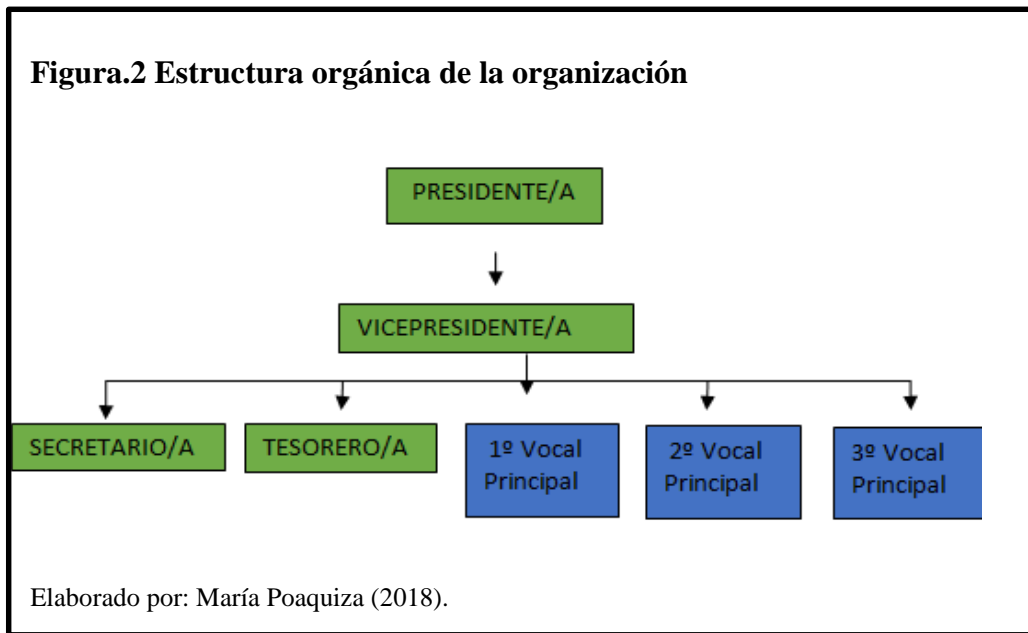 Figura.2 Estructura orgánica de la organización
PRESIDENTE/A
VICEPRESIDENTE/A
SECRETARIO/A
TESORERO/A
1º Vocal
Principal
2º Vocal
Principal
3º Vocal
Principal
Elaborado por: María Poaquiza (2018).